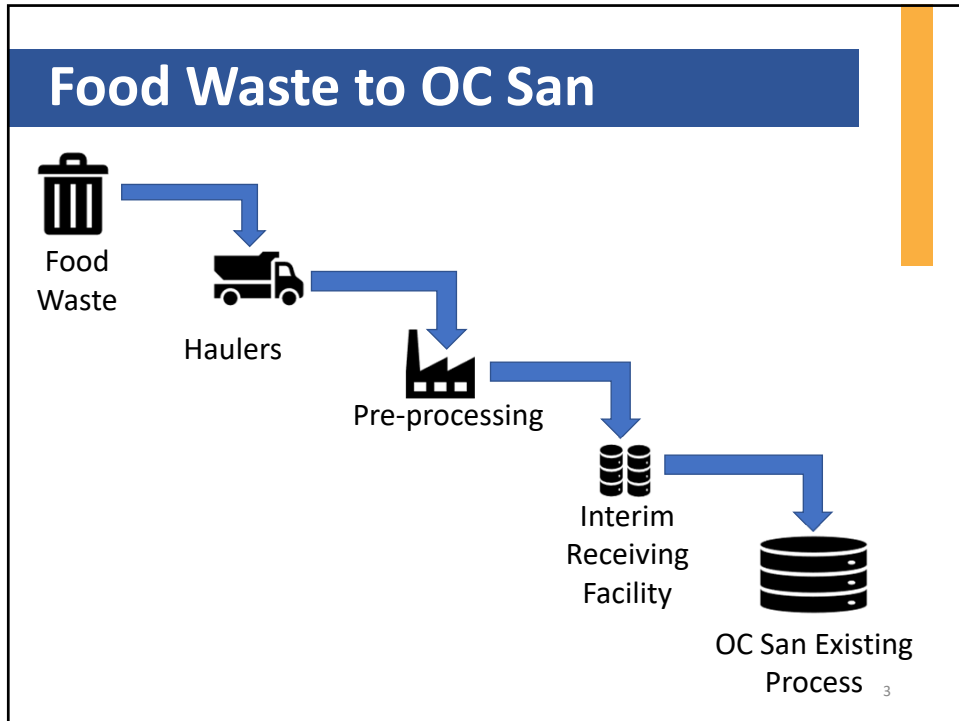 Food Waste to OC San
Food
Waste
Haulers
Pre-processing
Interim
Receiving
Facility
OC San Existing
Process
3